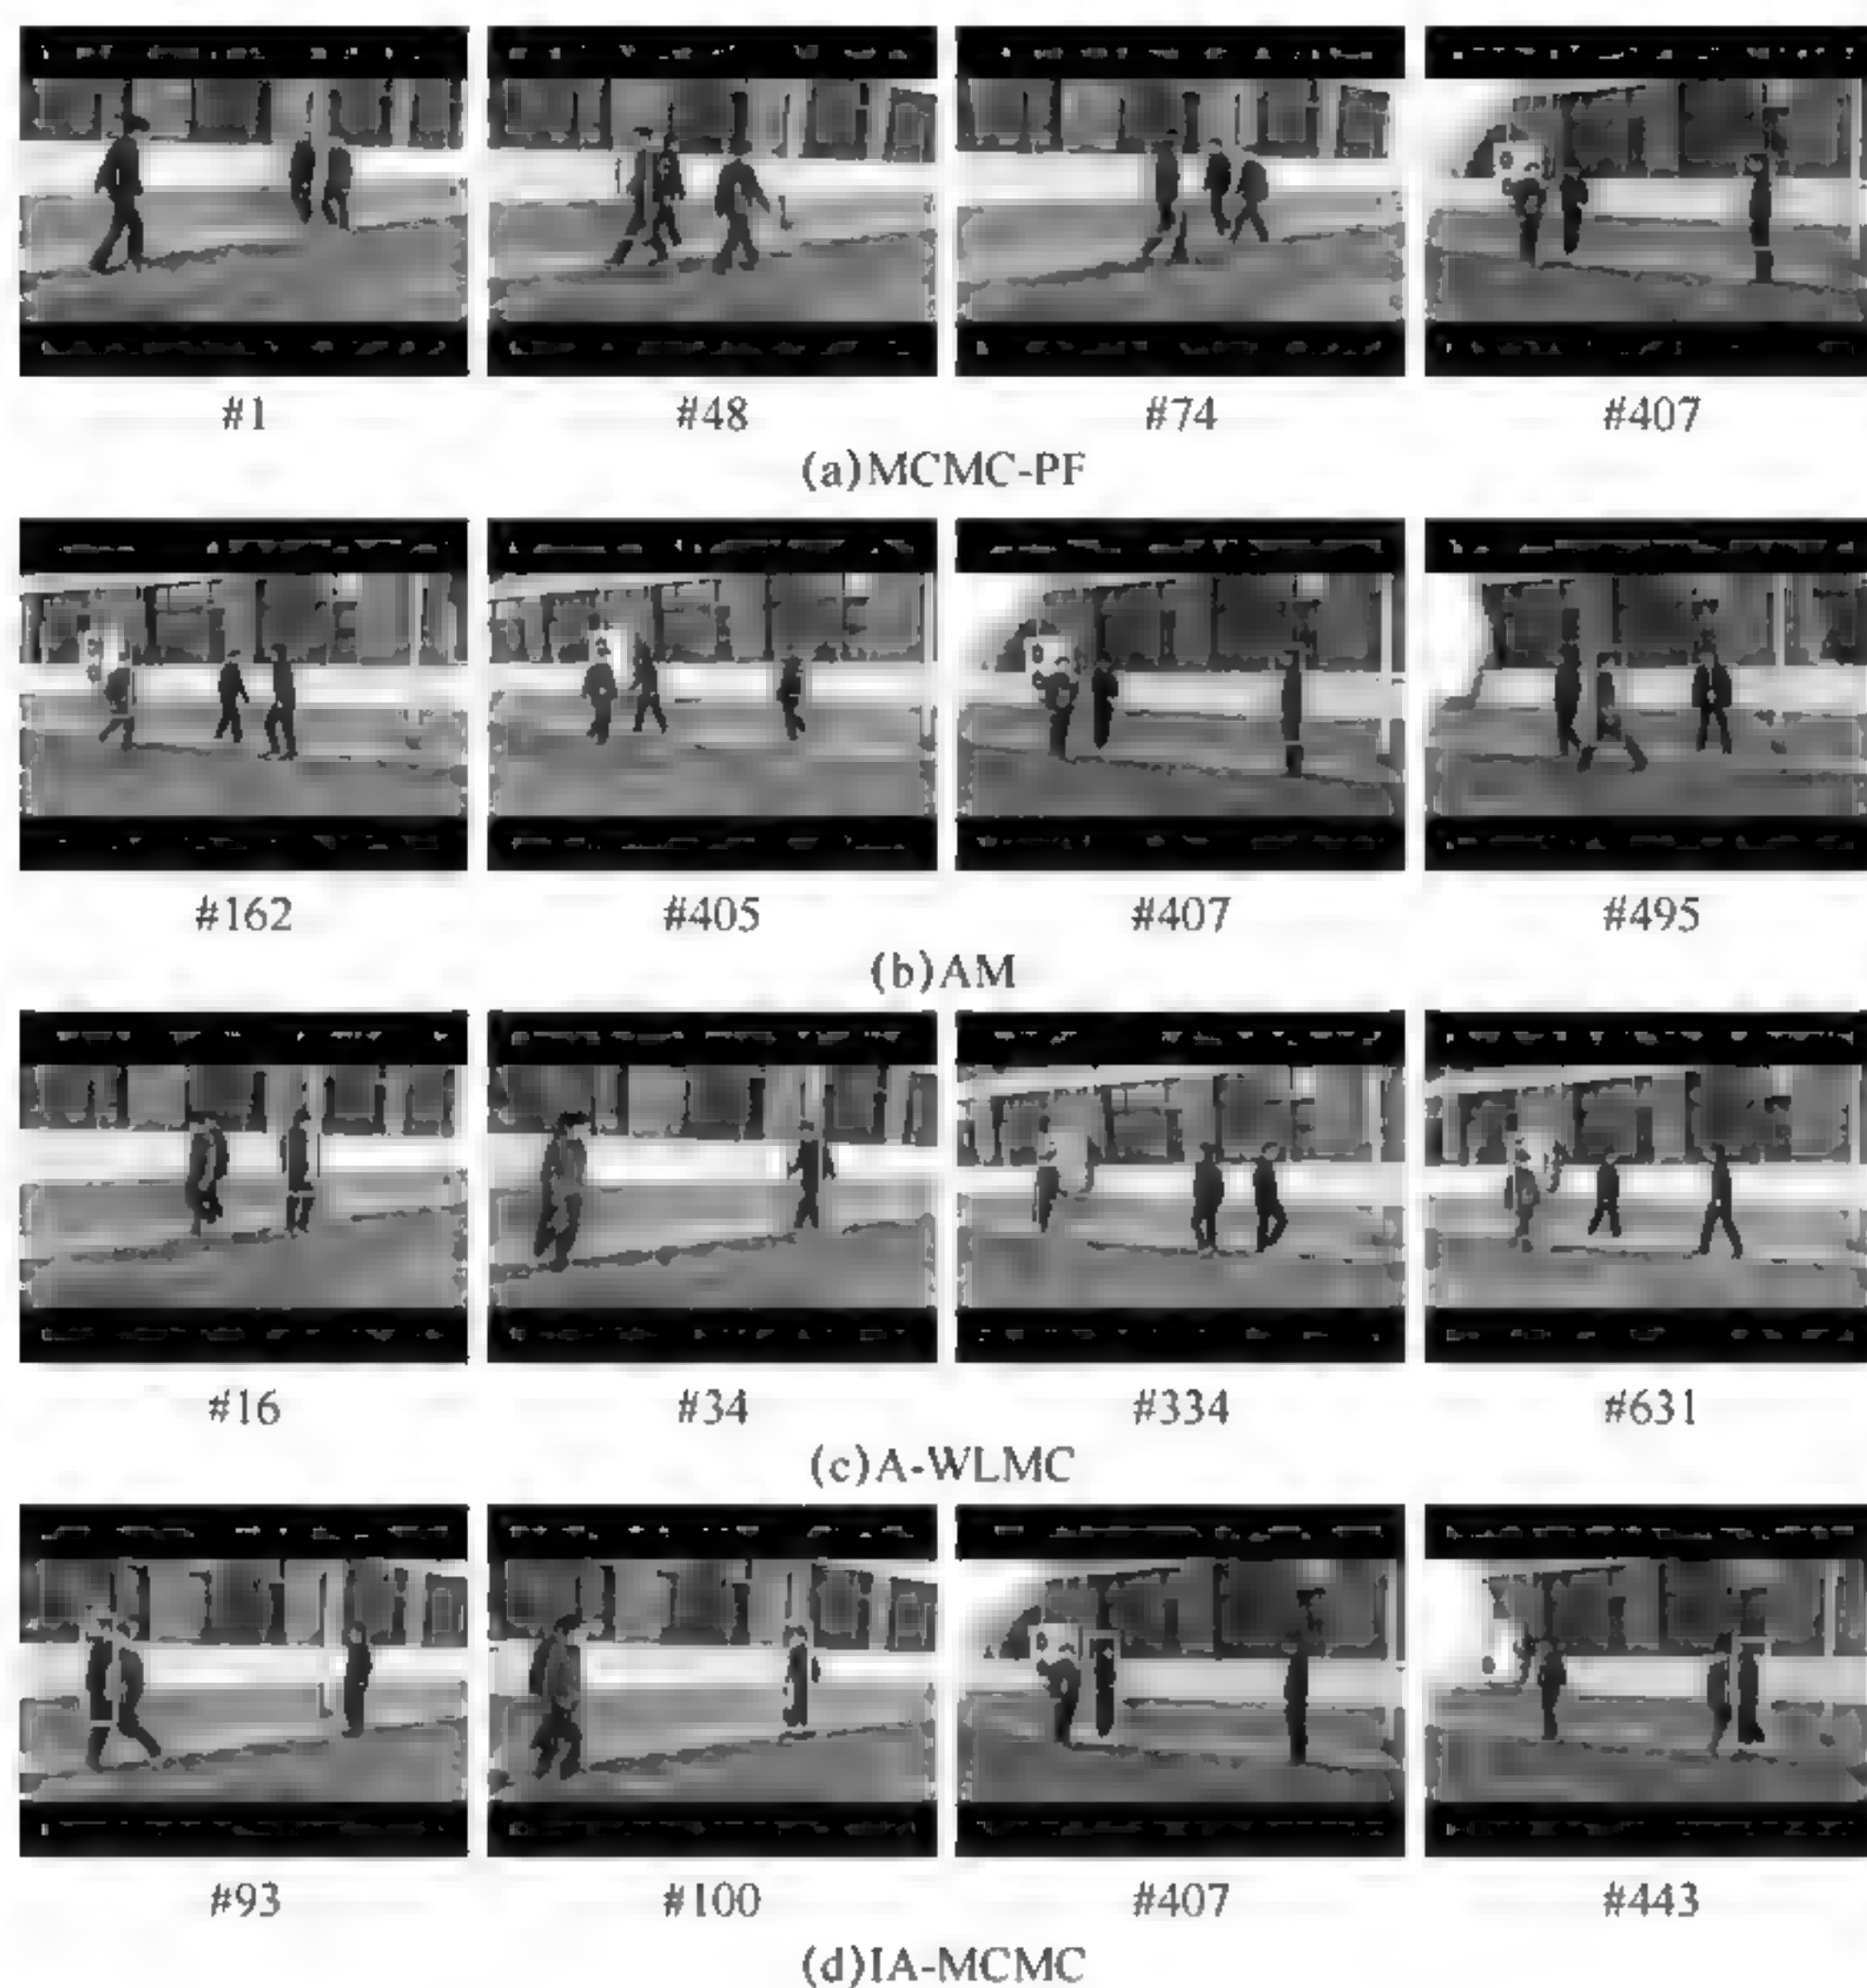 #1 #48 #74 #407
(a)MCMC-PF
#162 #405 #407 #495
(b)AM
#16 #34 #334 #631
(c)A-WLMC
#93 #100 #407 #443
(d)IA-MCMC